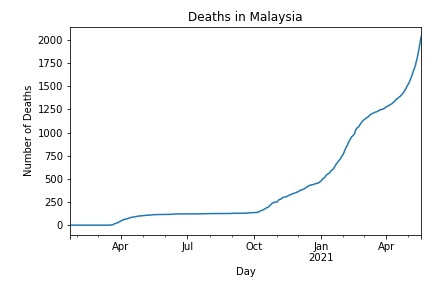 Deaths in Malaysia
2000
1750
1500
1250
1000
750
500
250
0
Number of Deaths
Apr
Jul
Oct
Jan
2021
Apr
Day